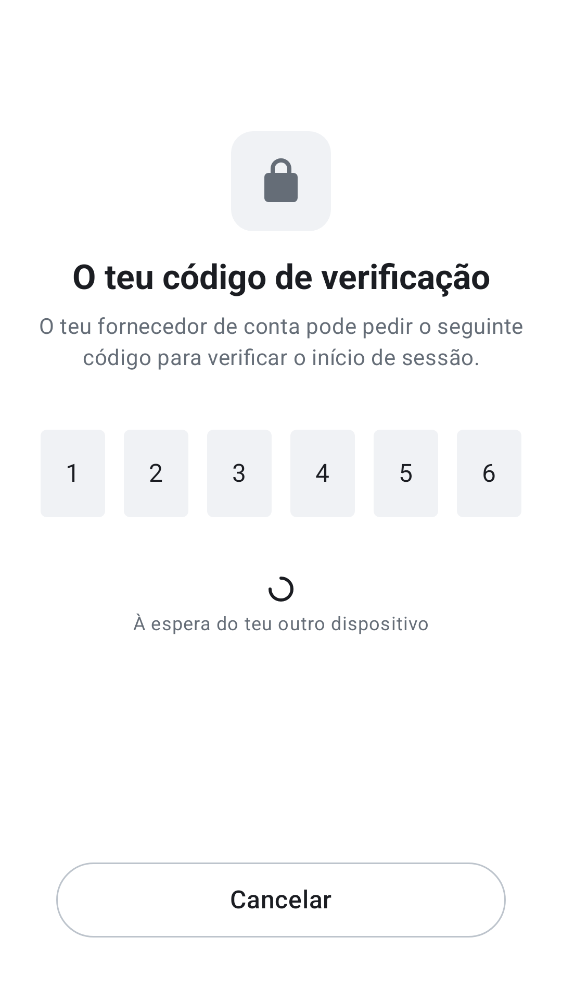 O teu código de verificação
O teu fornecedor de conta pode pedir o seguinte
código para verificar o início de sessão.
1 2 3 4 5 6
À espera do teu outro dispositivo
Cancelar